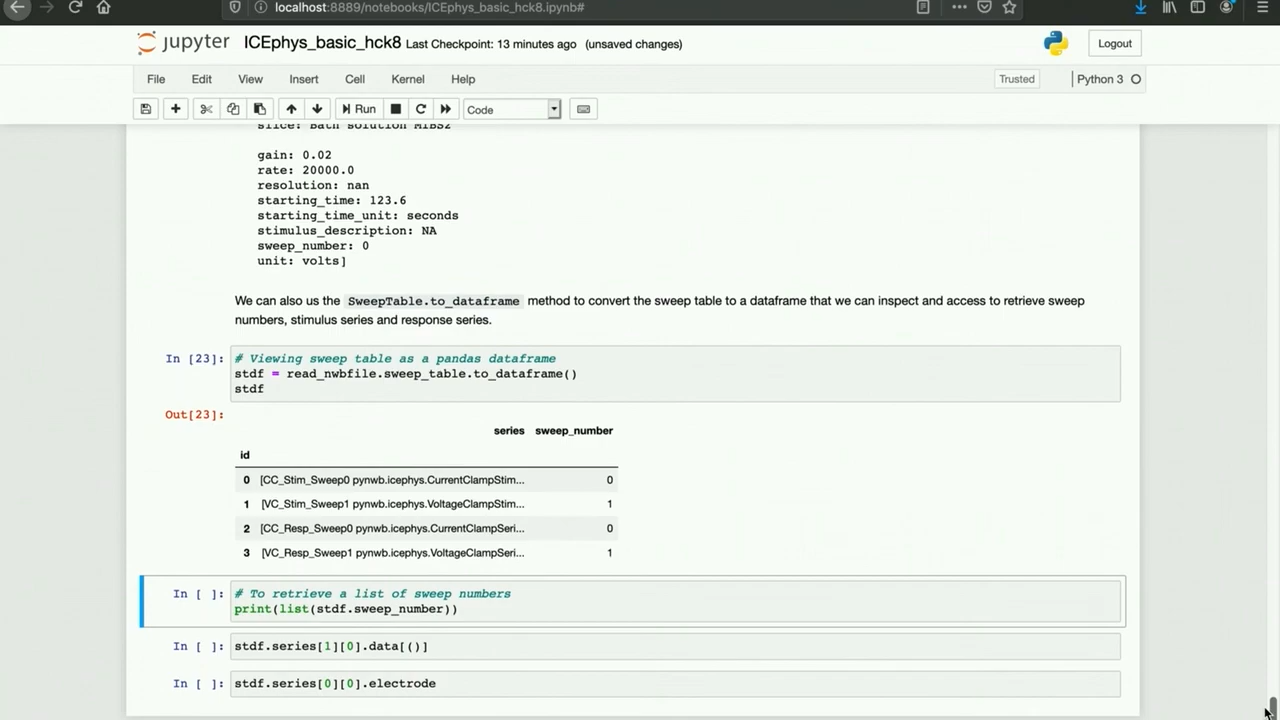 localhost:8889/notebooks/ICEphys_basic_hck8.ipynb#
jupyter ICEphys_basic_hck8 Last Checkpoint: 13 minutes ago (unsaved changes)
Logout
File Edit View Insert Cell Kernel Help
Trusted
Python 3
Run
Code
slice: Bath solution MIBS2
gain: 0.02
rate: 20000.0
resolution: nan
starting_time: 123.6
starting_time_unit: seconds
stimulus_description: NA
sweep_number: 0
unit: volts]
We can also us the SweepTable.to_dataframe method to convert the sweep table to a dataframe that we can inspect and access to retrieve sweep
numbers, stimulus series and response series.
In [23]: # Viewing sweep table as a pandas dataframe
stdf = read_nwbfile.sweep_table.to_dataframe()
stdf
Out[23]:
series sweep_number
id
0 [CC_Stim_Sweep0 pynwb.icephys.CurrentClampStim... 0
1 [VC_Stim_Sweep1 pynwb.icephys.VoltageClampStim... 1
2 [CC_Resp_Sweep0 pynwb.icephys.CurrentClampSeri... 0
3 [VC_Resp_Sweep1 pynwb.icephys.VoltageClampSeri... 1
In [ ]: # To retrieve a list of sweep numbers
print(list(stdf.sweep_number))
In [ ]: stdf.series[1][0].data[()]
In [ ]: stdf.series[0][0].electrode